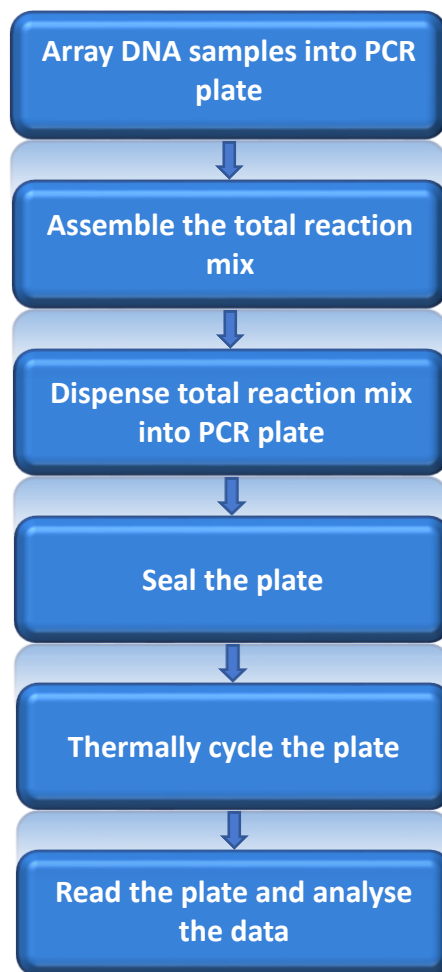 Array DNA samples into PCR
plate
Assemble the total reaction
mix
Dispense total reaction mix
into PCR plate
Seal the plate
Thermally cycle the plate
Read the plate and analyse
the data